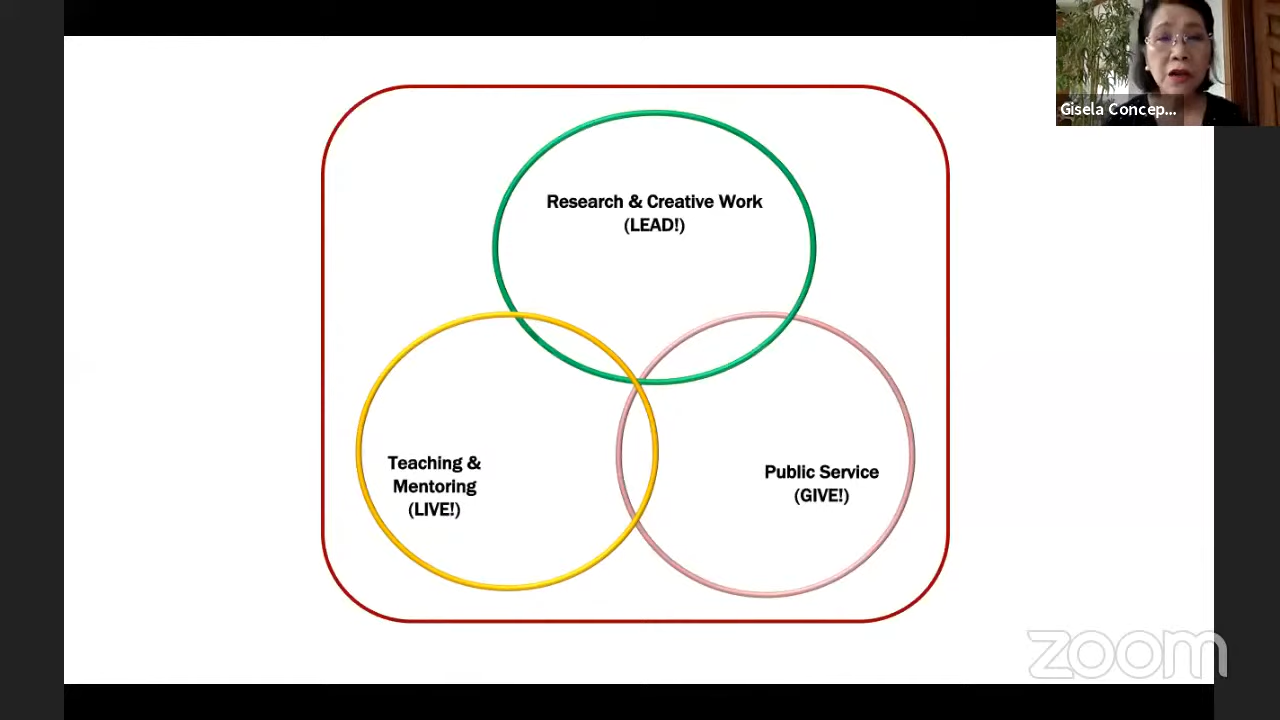 Gisela Concep...
Research & Creative Work
(LEAD!)
Teaching &
Mentoring
(LIVE!)
Public Service
(GIVE!)
zoom